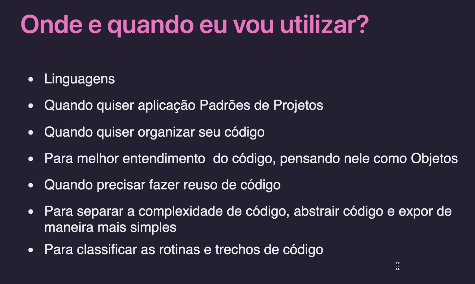 Onde e quando eu vou utilizar?
• Linguagens
• Quando quiser aplicação Padrões de Projetos
• Quando quiser organizar seu código
• Para melhor entendimento do código, pensando nele como Objetos
• Quando precisar fazer reuso de código
• Para separar a complexidade de código, abstrair código e expor de
maneira mais simples
• Para classificar as rotinas e trechos de código